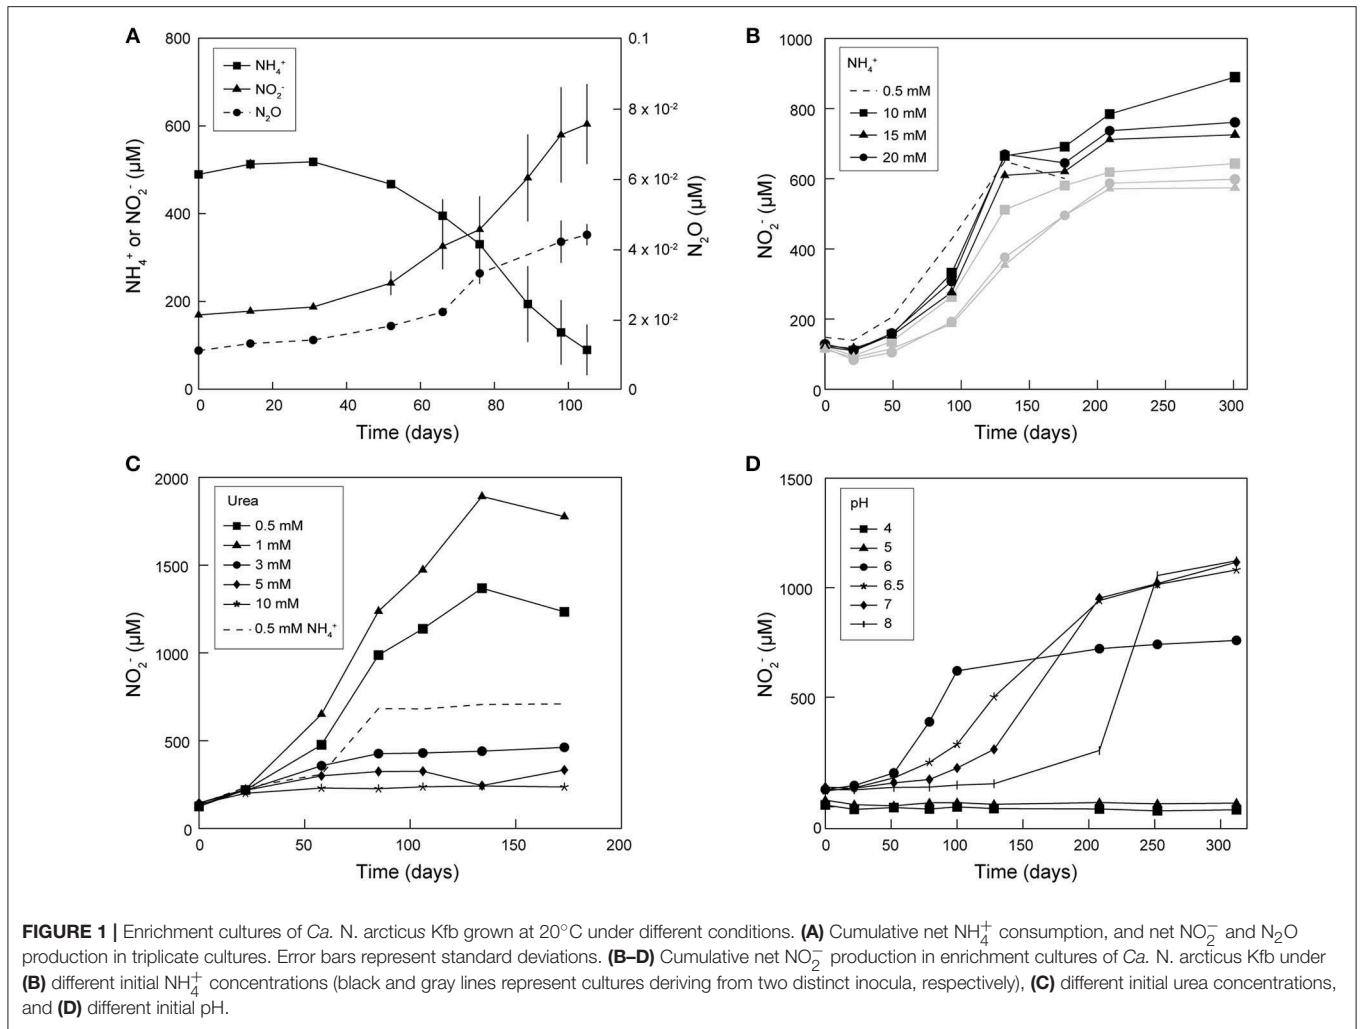 A
800
600
400
200
0
NH₄⁺ or NO₂⁻ (µM)
NH₄⁺
NO₂⁻
N₂O
0.1
8 x 10⁻²
6 x 10⁻²
4 x 10⁻²
2 x 10⁻²
0
N₂O (µM)
0 20 40 60 80 100
Time (days)
B
1000
800
600
400
200
0
NO₂⁻ (µM)
NH₄⁺
0.5 mM
10 mM
15 mM
20 mM
0 50 100 150 200 250 300
Time (days)
C
2000
1500
1000
500
0
NO₂⁻ (µM)
Urea
0.5 mM
1 mM
3 mM
5 mM
10 mM
0.5 mM NH₄⁺
0 50 100 150 200
Time (days)
D
1500
1000
500
0
NO₂⁻ (µM)
pH
4
5
6
6.5
7
8
0 50 100 150 200 250 300
Time (days)
FIGURE 1 | Enrichment cultures of Ca. N. arcticus Kfb grown at 20°C under different conditions. (A) Cumulative net NH₄⁺ consumption, and net NO₂⁻ and N₂O
production in triplicate cultures. Error bars represent standard deviations. (B–D) Cumulative net NO₂⁻ production in enrichment cultures of Ca. N. arcticus Kfb under
(B) different initial NH₄⁺ concentrations (black and gray lines represent cultures deriving from two distinct inocula, respectively), (C) different initial urea concentrations,
and (D) different initial pH.